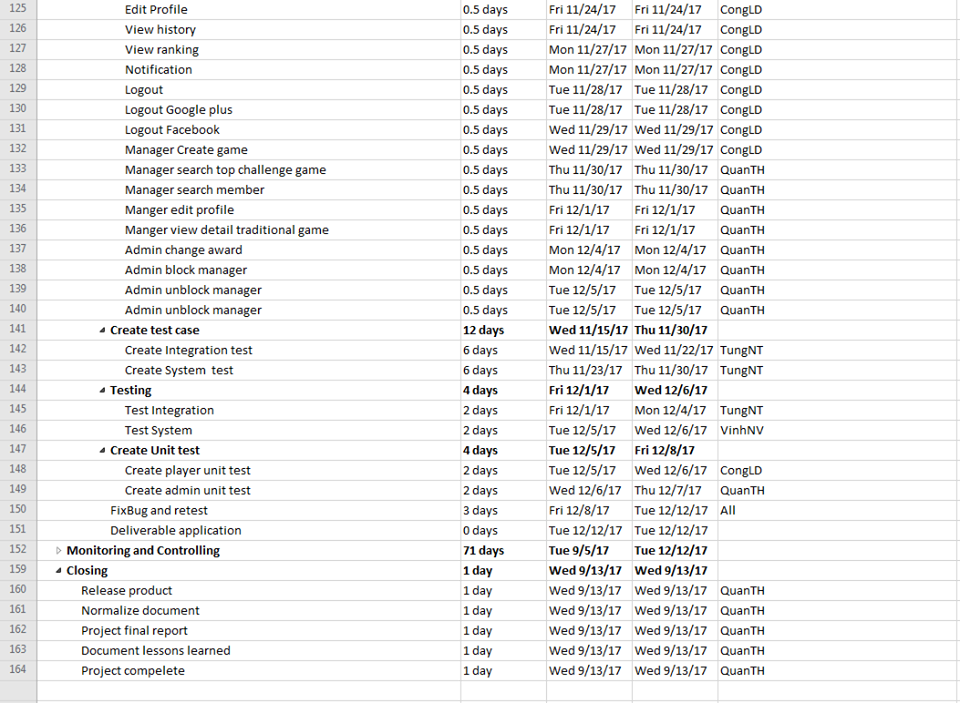 125 Edit Profile 0.5 days Fri 11/24/17 Fri 11/24/17 CongLD
126 View history 0.5 days Fri 11/24/17 Fri 11/24/17 CongLD
127 View ranking 0.5 days Mon 11/27/17 Mon 11/27/17 CongLD
128 Notification 0.5 days Mon 11/27/17 Mon 11/27/17 CongLD
129 Logout 0.5 days Tue 11/28/17 Tue 11/28/17 CongLD
130 Logout Google plus 0.5 days Tue 11/28/17 Tue 11/28/17 CongLD
131 Logout Facebook 0.5 days Wed 11/29/17 Wed 11/29/17 CongLD
132 Manager Create game 0.5 days Wed 11/29/17 Wed 11/29/17 CongLD
133 Manager search top challenge game 0.5 days Thu 11/30/17 Thu 11/30/17 QuanTH
134 Manager search member 0.5 days Thu 11/30/17 Thu 11/30/17 QuanTH
135 Manger edit profile 0.5 days Fri 12/1/17 Fri 12/1/17 QuanTH
136 Manger view detail traditional game 0.5 days Fri 12/1/17 Fri 12/1/17 QuanTH
137 Admin change award 0.5 days Mon 12/4/17 Mon 12/4/17 QuanTH
138 Admin block manager 0.5 days Mon 12/4/17 Mon 12/4/17 QuanTH
139 Admin unblock manager 0.5 days Tue 12/5/17 Tue 12/5/17 QuanTH
140 Admin unblock manager 0.5 days Tue 12/5/17 Tue 12/5/17 QuanTH
141 Create test case 12 days Wed 11/15/17 Thu 11/30/17
142 Create Integration test 6 days Wed 11/15/17 Wed 11/22/17 TungNT
143 Create System test 6 days Thu 11/23/17 Thu 11/30/17 TungNT
144 Testing 4 days Fri 12/1/17 Wed 12/6/17
145 Test Integration 2 days Fri 12/1/17 Mon 12/4/17 TungNT
146 Test System 2 days Tue 12/5/17 Wed 12/6/17 VinhNV
147 Create Unit test 4 days Tue 12/5/17 Fri 12/8/17
148 Create player unit test 2 days Tue 12/5/17 Wed 12/6/17 CongLD
149 Create admin unit test 2 days Wed 12/6/17 Thu 12/7/17 QuanTH
150 FixBug and retest 3 days Fri 12/8/17 Tue 12/12/17 All
151 Deliverable application 0 days Tue 12/12/17 Tue 12/12/17
152 Monitoring and Controlling 71 days Tue 9/5/17 Tue 12/12/17
159 Closing 1 day Wed 9/13/17 Wed 9/13/17
160 Release product 1 day Wed 9/13/17 Wed 9/13/17 QuanTH
161 Normalize document 1 day Wed 9/13/17 Wed 9/13/17 QuanTH
162 Project final report 1 day Wed 9/13/17 Wed 9/13/17 QuanTH
163 Document lessons learned 1 day Wed 9/13/17 Wed 9/13/17 QuanTH
164 Project compelete 1 day Wed 9/13/17 Wed 9/13/17 QuanTH